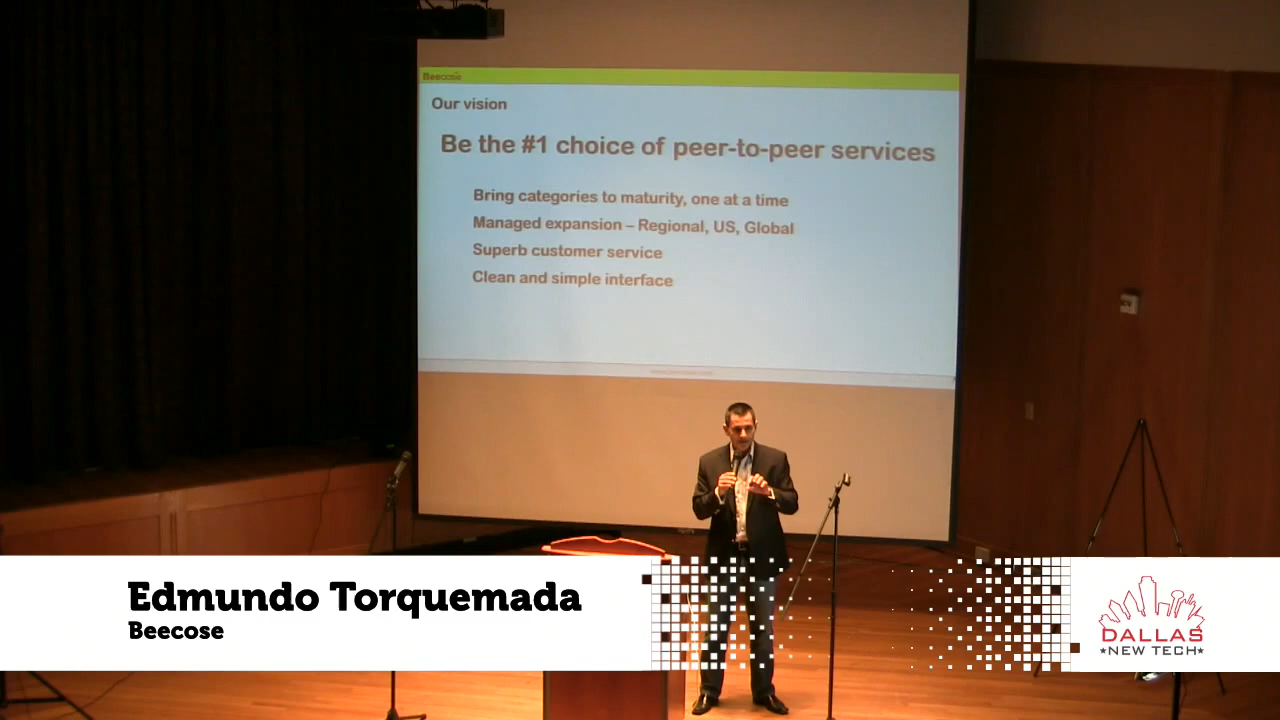 Beecose
Our vision
Be the #1 choice of peer-to-peer services
Bring categories to maturity, one at a time
Managed expansion – Regional, US, Global
Superb customer service
Clean and simple interface
Edmundo Torquemada
Beecose
DALLAS
★NEW TECH★